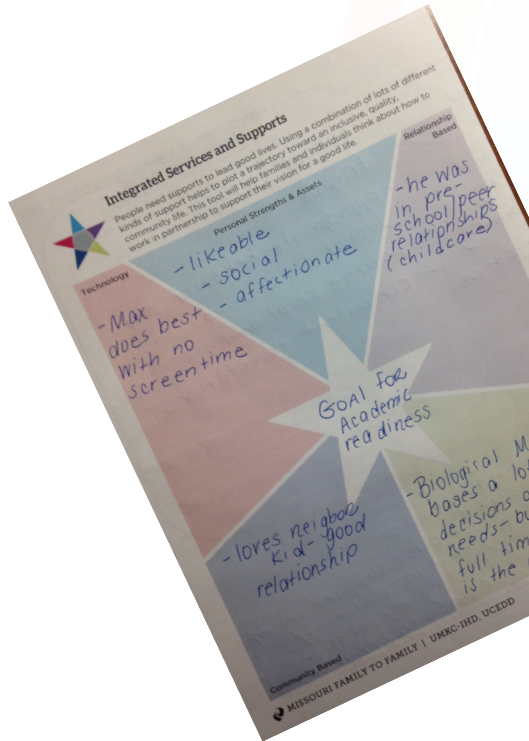 Integrated Services and Supports
People need supports to lead good lives. Using a combination of lots of different
kinds of support helps to plot a trajectory toward an inclusive, quality,
community life. This tool will help families and individuals think about how to
work in partnership to support their vision for a good life.
Personal Strengths & Assets
- likeable
- social
- affectionate
Relationship
Based
- he was
in pre-
school/peer
relationships
(childcare)
Technology
- Max
does best
with no
screentime
GOAL FOR
Academic
readiness
- loves neigbor
kid- good
relationship
Community Based
- Biological
bases a
decisions
needs-
full
is the
MISSOURI FAMILY TO FAMILY | UMKC-IHD, UCEDD